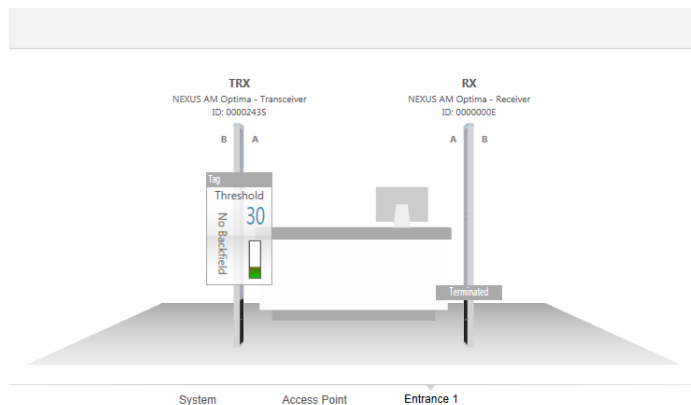 TRX
NEXUS AM Optima - Transceiver
ID: 00002435
B A
RX
NEXUS AM Optima - Receiver
ID: 0000000E
A B
Tag
Threshold
30
No Backfield
Terminated
System Access Point Entrance 1